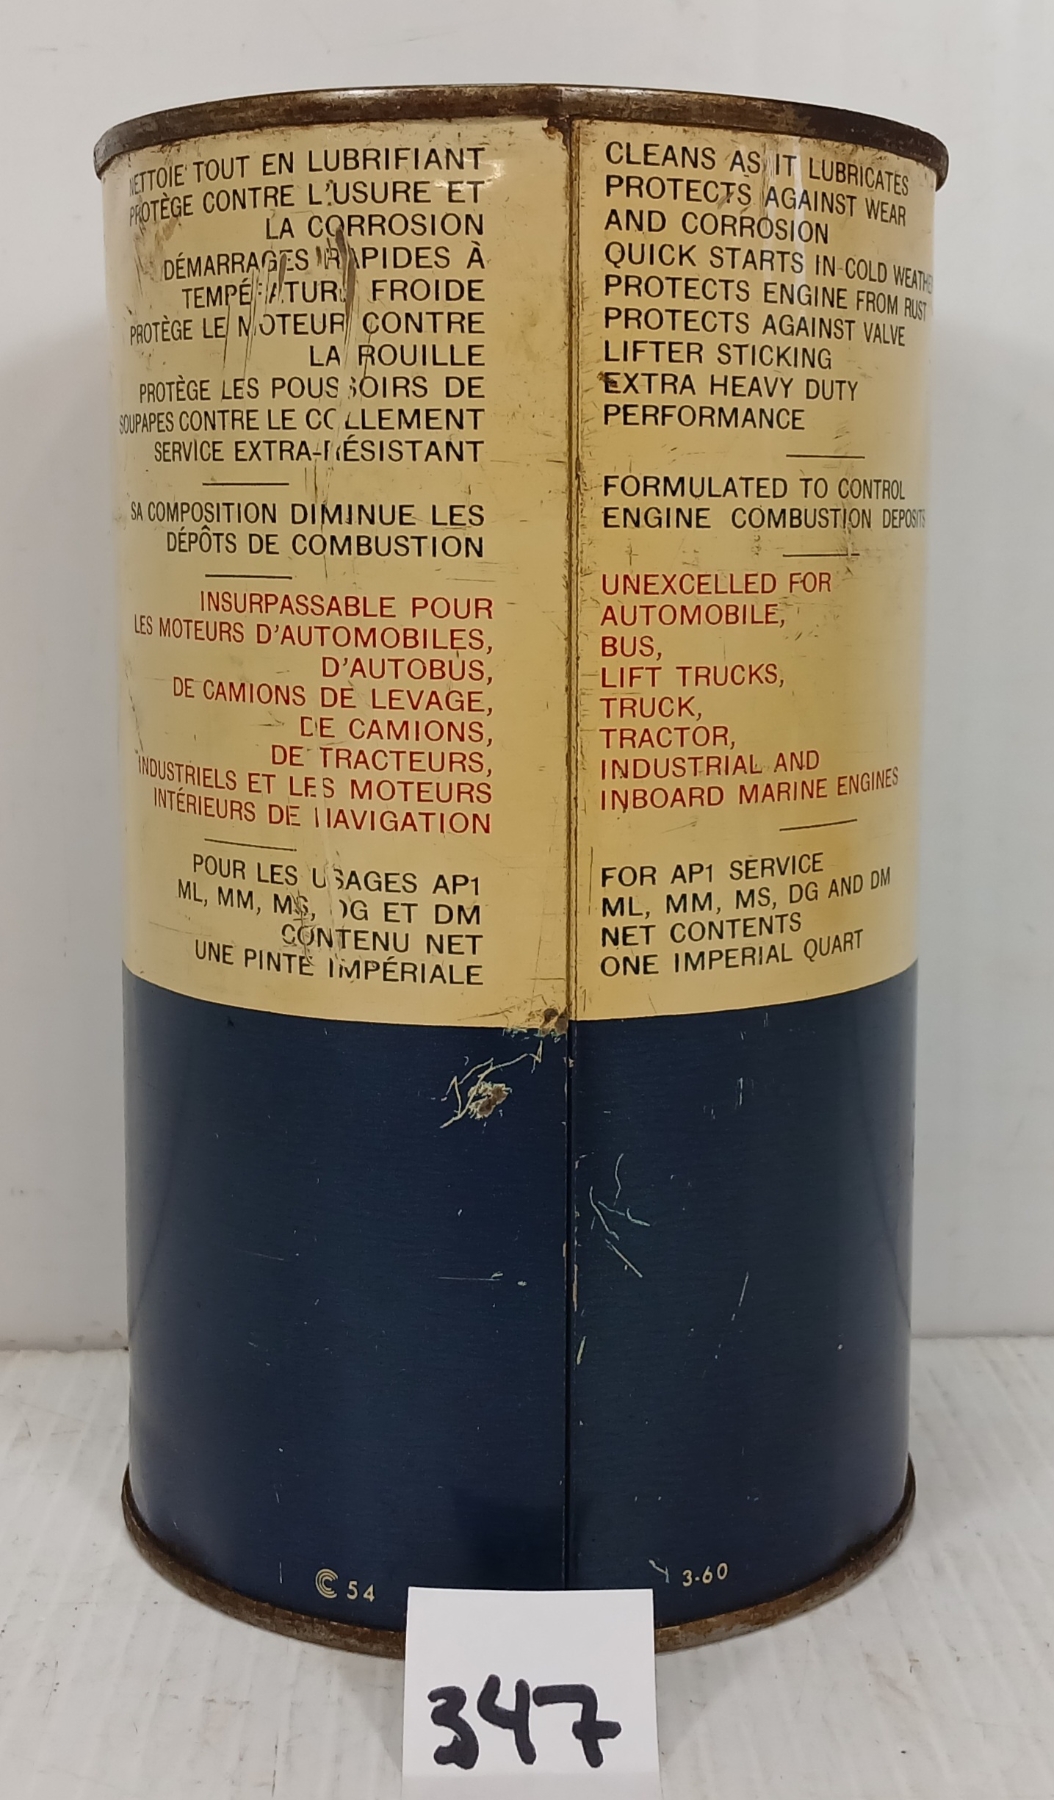 NETTOIE TOUT EN LUBRIFIANT
PROTÈGE CONTRE L'USURE ET
LA CORROSION
DÉMARRAGES RAPIDES À
TEMPÉRATURE FROIDE
PROTÈGE LE MOTEUR CONTRE
LA ROUILLE
PROTÈGE LES POUSSOIRS DE
SOUPAPES CONTRE LE COLLEMENT
SERVICE EXTRA-RÉSISTANT
SA COMPOSITION DIMINUE LES
DÉPÔTS DE COMBUSTION
INSURPASSABLE POUR
LES MOTEURS D'AUTOMOBILES,
D'AUTOBUS,
DE CAMIONS DE LEVAGE,
DE CAMIONS,
DE TRACTEURS,
INDUSTRIELS ET LES MOTEURS
INTÉRIEURS DE NAVIGATION
POUR LES USAGES AP1
ML, MM, MS, DG ET DM
CONTENU NET
UNE PINTE IMPÉRIALE
CLEANS AS IT LUBRICATES
PROTECTS AGAINST WEAR
AND CORROSION
QUICK STARTS IN COLD WEATHER
PROTECTS ENGINE FROM RUST
PROTECTS AGAINST VALVE
LIFTER STICKING
EXTRA HEAVY DUTY
PERFORMANCE
FORMULATED TO CONTROL
ENGINE COMBUSTION DEPOSITS
UNEXCELLED FOR
AUTOMOBILE,
BUS,
LIFT TRUCKS,
TRUCK,
TRACTOR,
INDUSTRIAL AND
INBOARD MARINE ENGINES
FOR AP1 SERVICE
ML, MM, MS, DG AND DM
NET CONTENTS
ONE IMPERIAL QUART
C 54
3-60
347